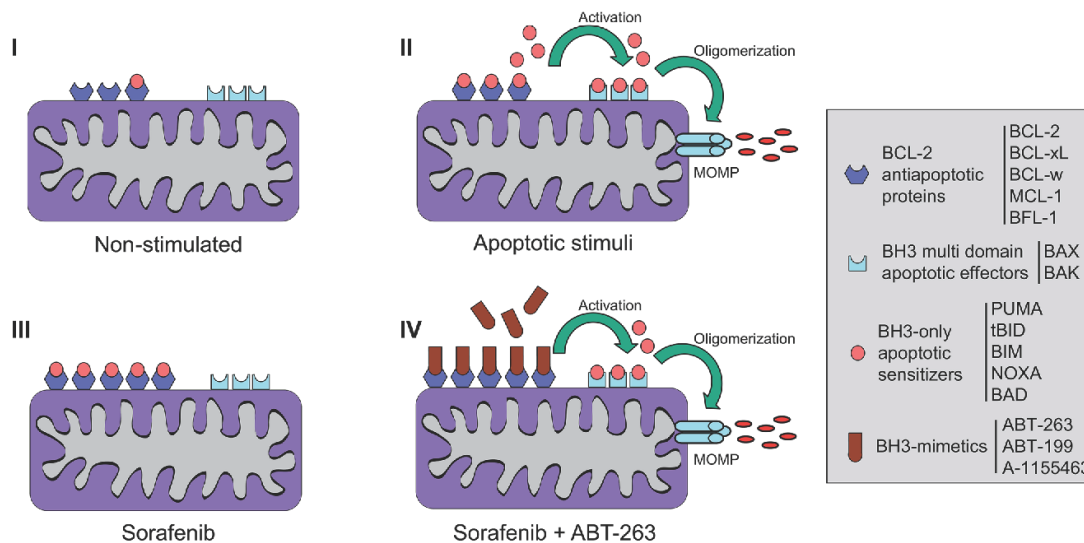 I
Non-stimulated
II
Activation
Oligomerization
MOMP
Apoptotic stimuli
III
Sorafenib
IV
Activation
Oligomerization
MOMP
Sorafenib + ABT-263
BCL-2
antiapoptotic
proteins
BCL-2
BCL-xL
BCL-w
MCL-1
BFL-1
BH3 multi domain
apoptotic effectors
BAX
BAK
BH3-only
apoptotic
sensitizers
PUMA
tBID
BIM
NOXA
BAD
BH3-mimetics
ABT-263
ABT-199
A-1155463